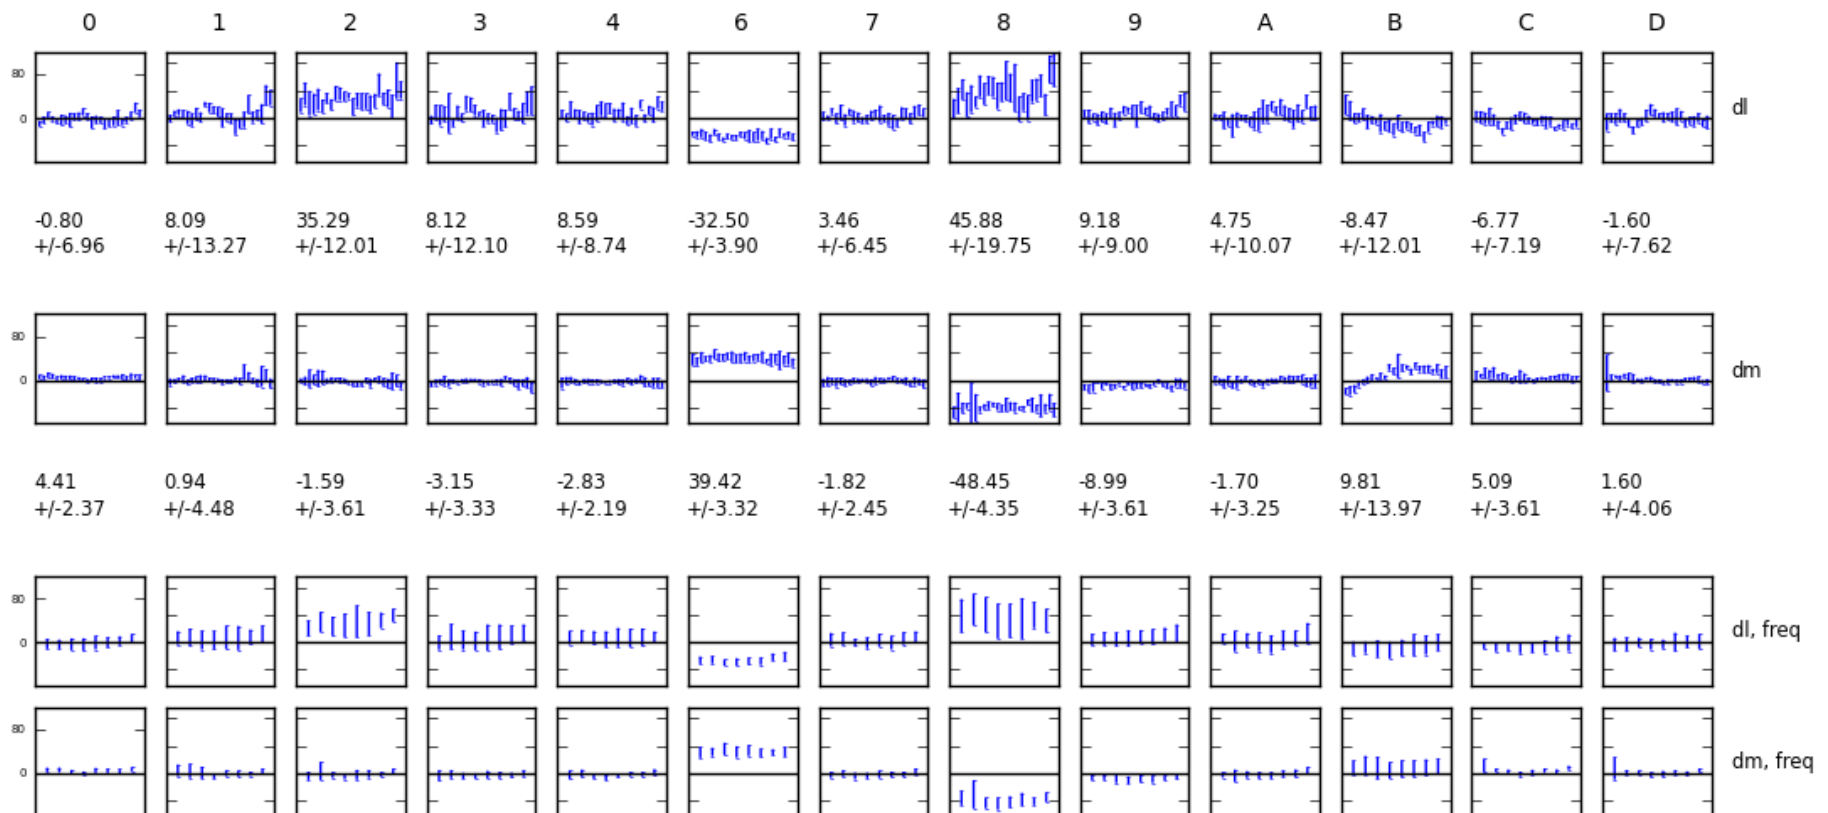 0 1 2 3 4 6 7 8 9 A B C D
80
0
dl
-0.80 8.09 35.29 8.12 8.59 -32.50 3.46 45.88 9.18 4.75 -8.47 -6.77 -1.60
+/-6.96 +/-13.27 +/-12.01 +/-12.10 +/-8.74 +/-3.90 +/-6.45 +/-19.75 +/-9.00 +/-10.07 +/-12.01 +/-7.19 +/-7.62
80
0
dm
4.41 0.94 -1.59 -3.15 -2.83 39.42 -1.82 -48.45 -8.99 -1.70 9.81 5.09 1.60
+/-2.37 +/-4.48 +/-3.61 +/-3.33 +/-2.19 +/-3.32 +/-2.45 +/-4.35 +/-3.61 +/-3.25 +/-13.97 +/-3.61 +/-4.06
80
0
dl, freq
80
0
dm, freq